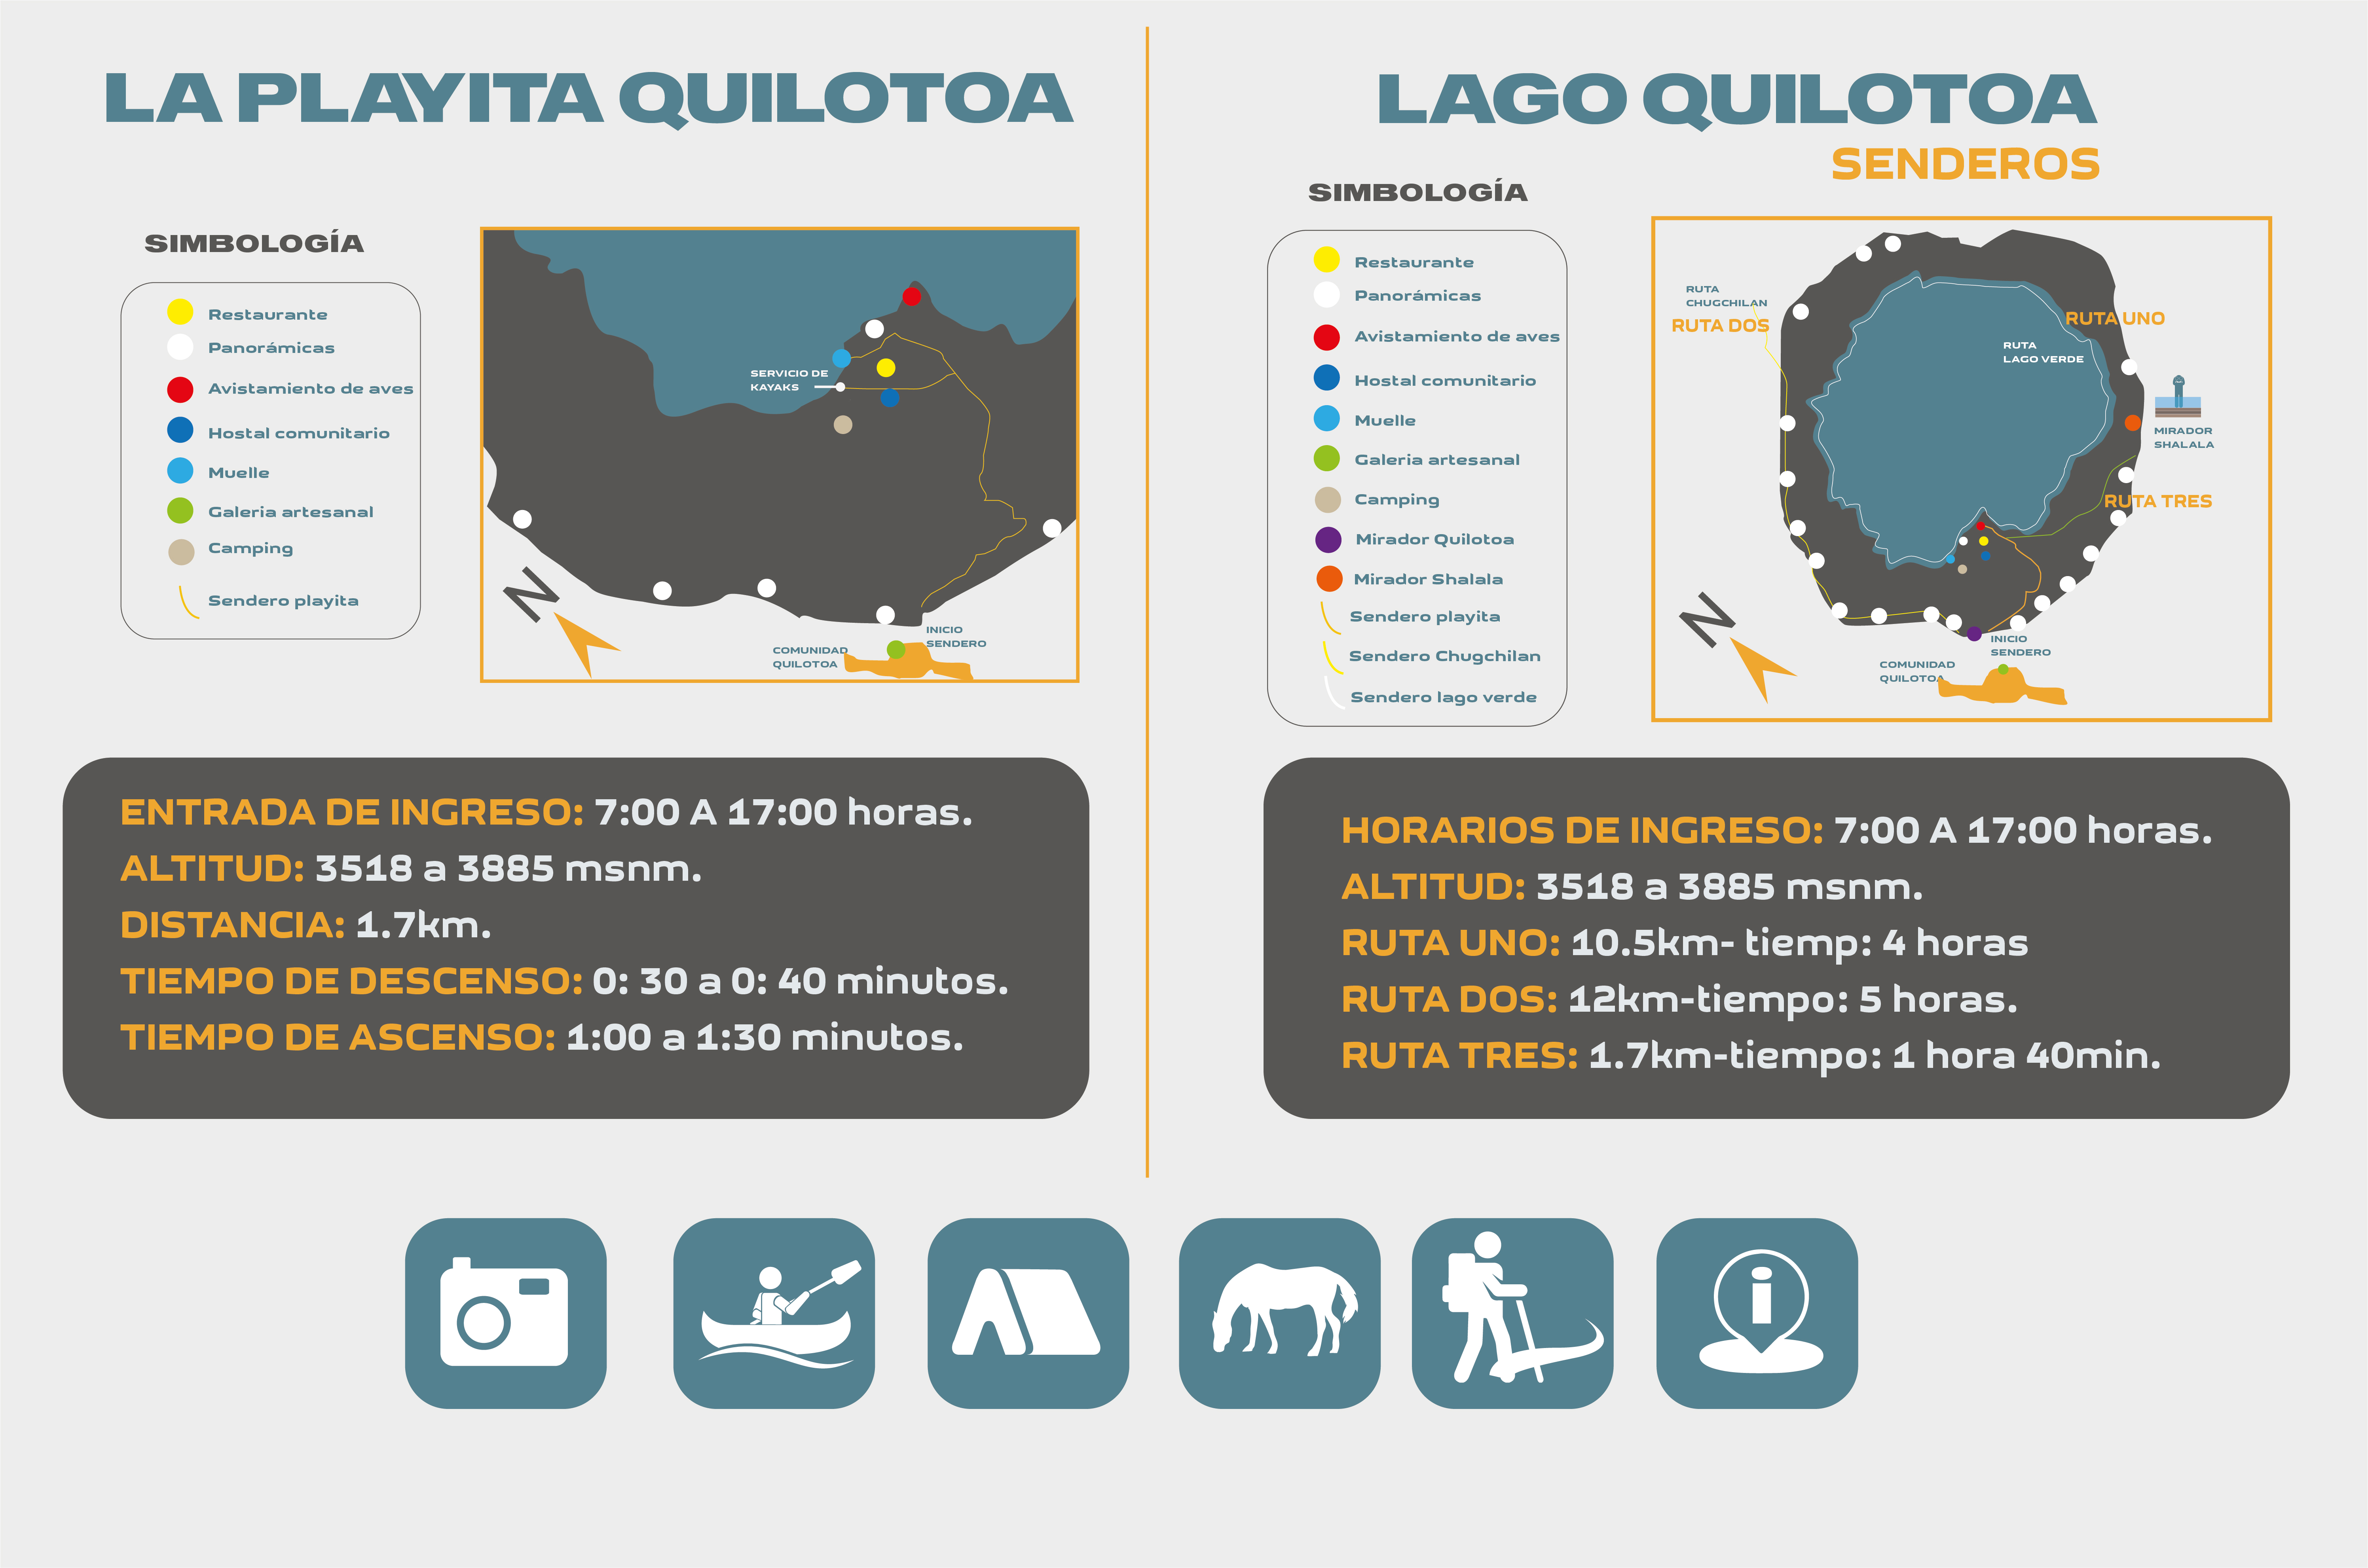 LA PLAYITA QUILOTOA
SIMBOLOGÍA
Restaurante
Panorámicas
Avistamiento de aves
Hostal comunitario
Muelle
Galeria artesanal
Camping
Sendero playita
SERVICIO DE
KAYAKS
N
INICIO
SENDERO
COMUNIDAD
QUILOTOA
ENTRADA DE INGRESO: 7:00 A 17:00 horas.
ALTITUD: 3518 a 3885 msnm.
DISTANCIA: 1.7km.
TIEMPO DE DESCENSO: 0: 30 a 0: 40 minutos.
TIEMPO DE ASCENSO: 1:00 a 1:30 minutos.
LAGO QUILOTOA
SENDEROS
SIMBOLOGÍA
Restaurante
Panorámicas
Avistamiento de aves
Hostal comunitario
Muelle
Galeria artesanal
Camping
Mirador Quilotoa
Mirador Shalala
Sendero playita
Sendero Chugchilan
Sendero lago verde
RUTA
CHUGCHILAN
RUTA DOS
RUTA UNO
RUTA
LAGO VERDE
MIRADOR
SHALALA
RUTA TRES
N
INICIO
SENDERO
COMUNIDAD
QUILOTOA
HORARIOS DE INGRESO: 7:00 A 17:00 horas.
ALTITUD: 3518 a 3885 msnm.
RUTA UNO: 10.5km- tiemp: 4 horas
RUTA DOS: 12km-tiempo: 5 horas.
RUTA TRES: 1.7km-tiempo: 1 hora 40min.
i